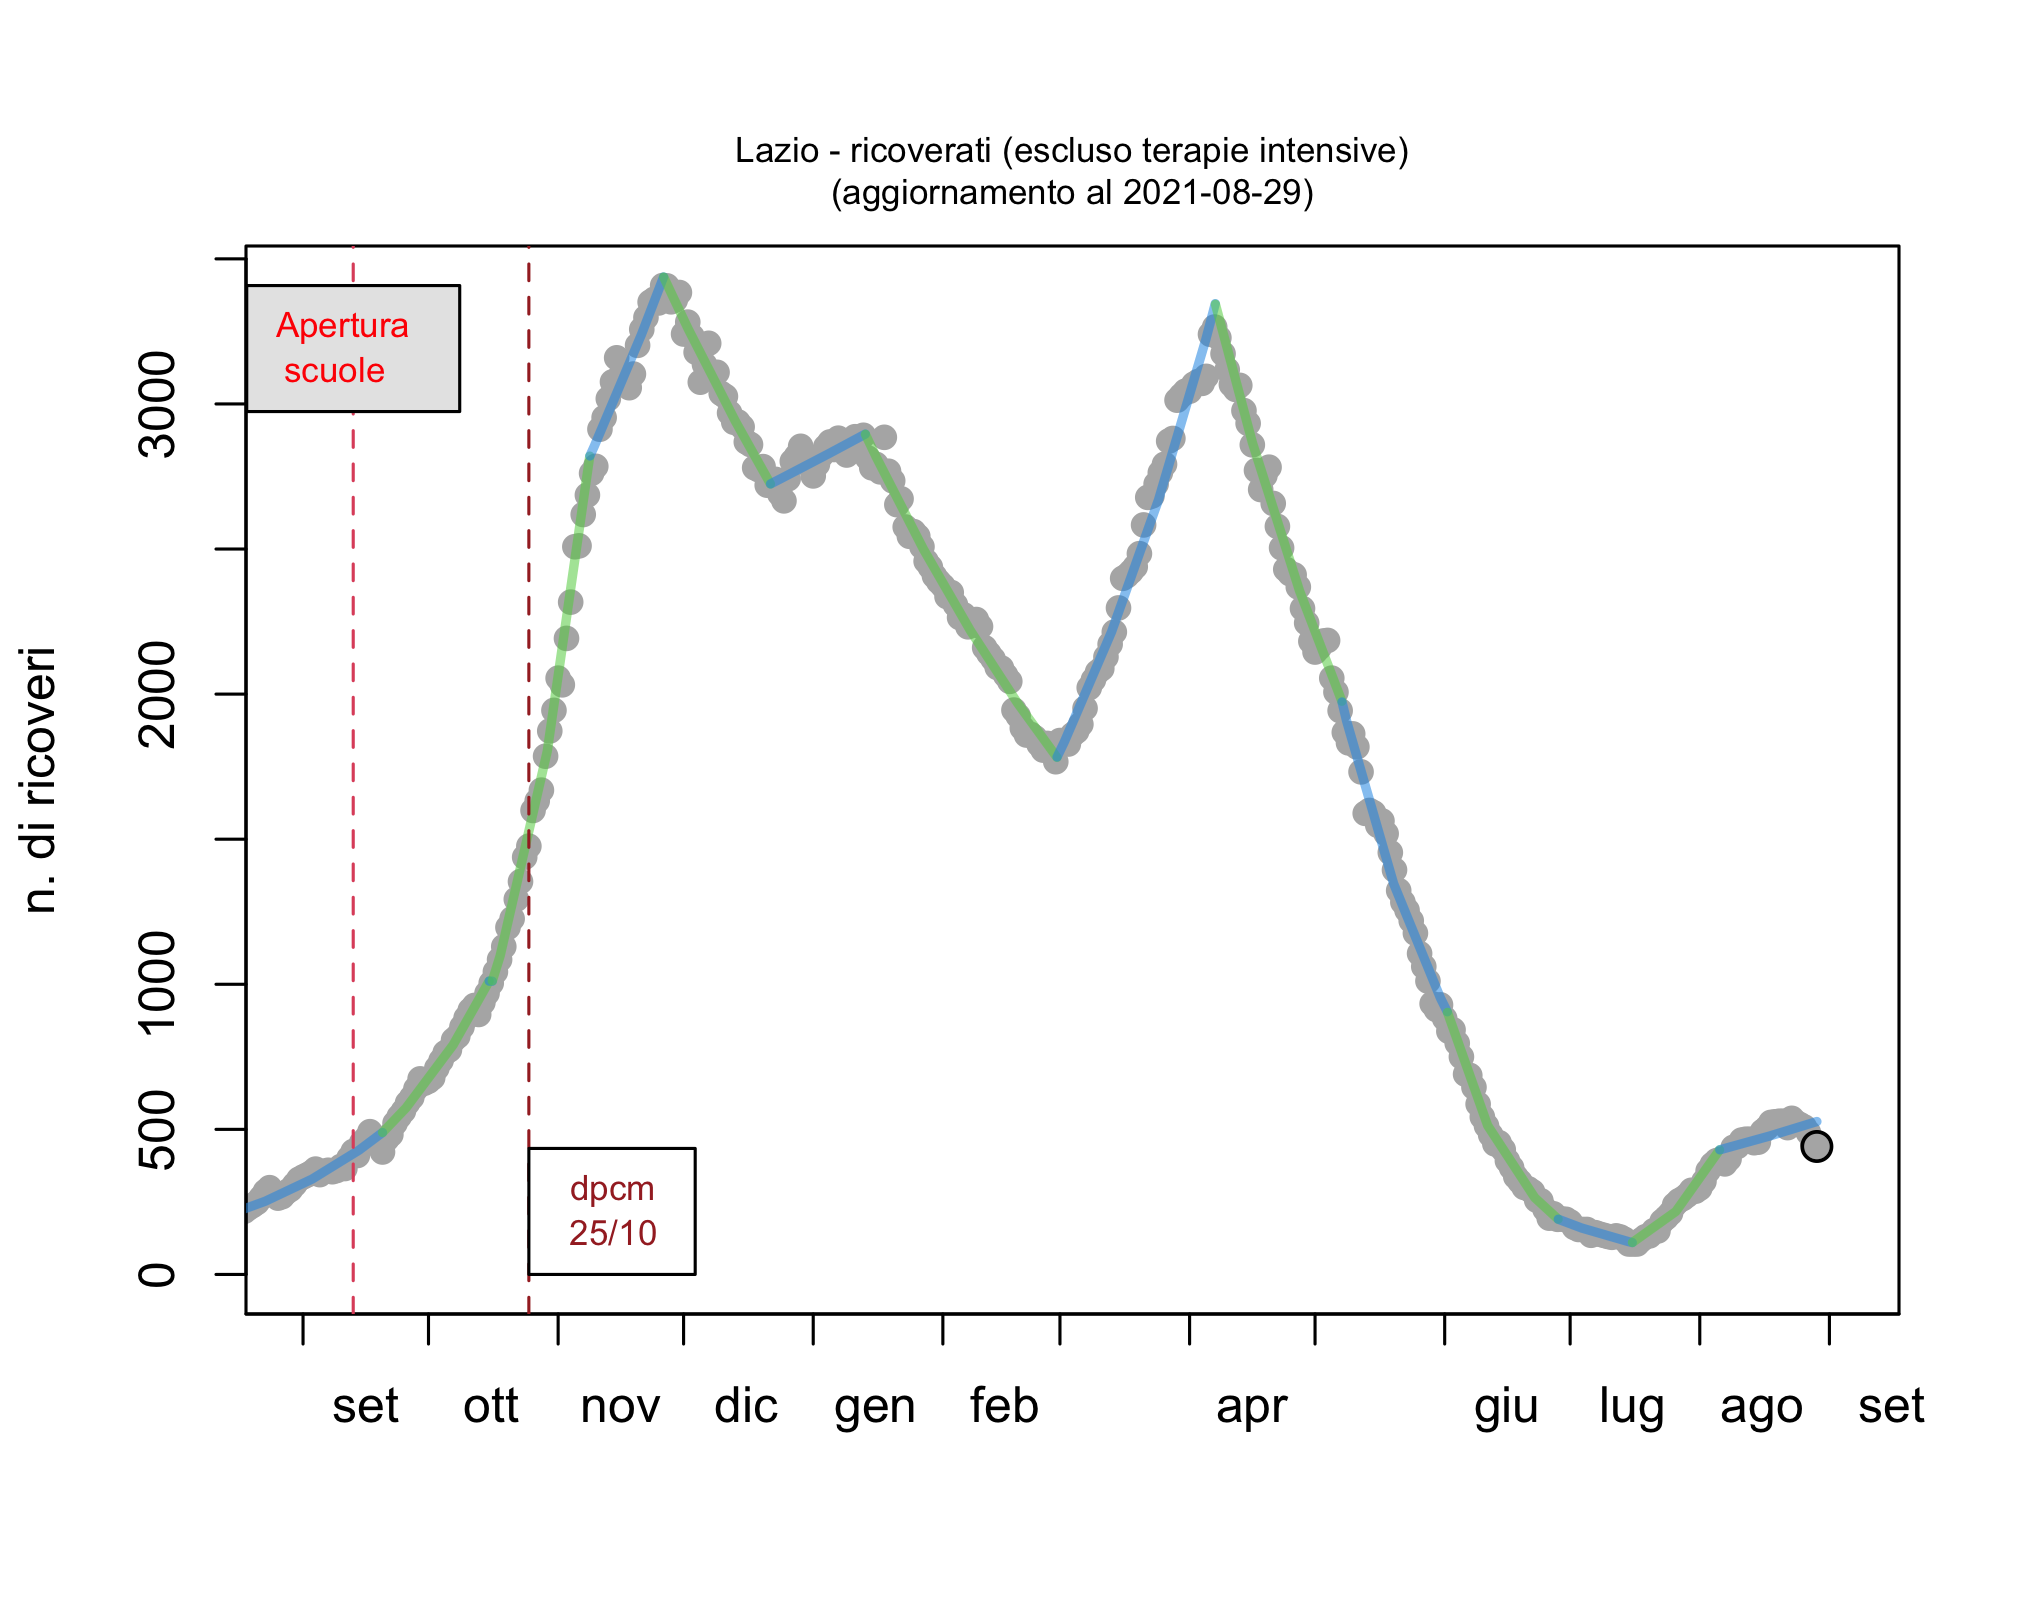 Lazio - ricoverati (escluso terapie intensive)
(aggiornamento al 2021-08-29)
Apertura
scuole
dpcm
25/10
n. di ricoveri
3000
2000
1000
500
0
set ott nov dic gen feb apr giu lug ago set